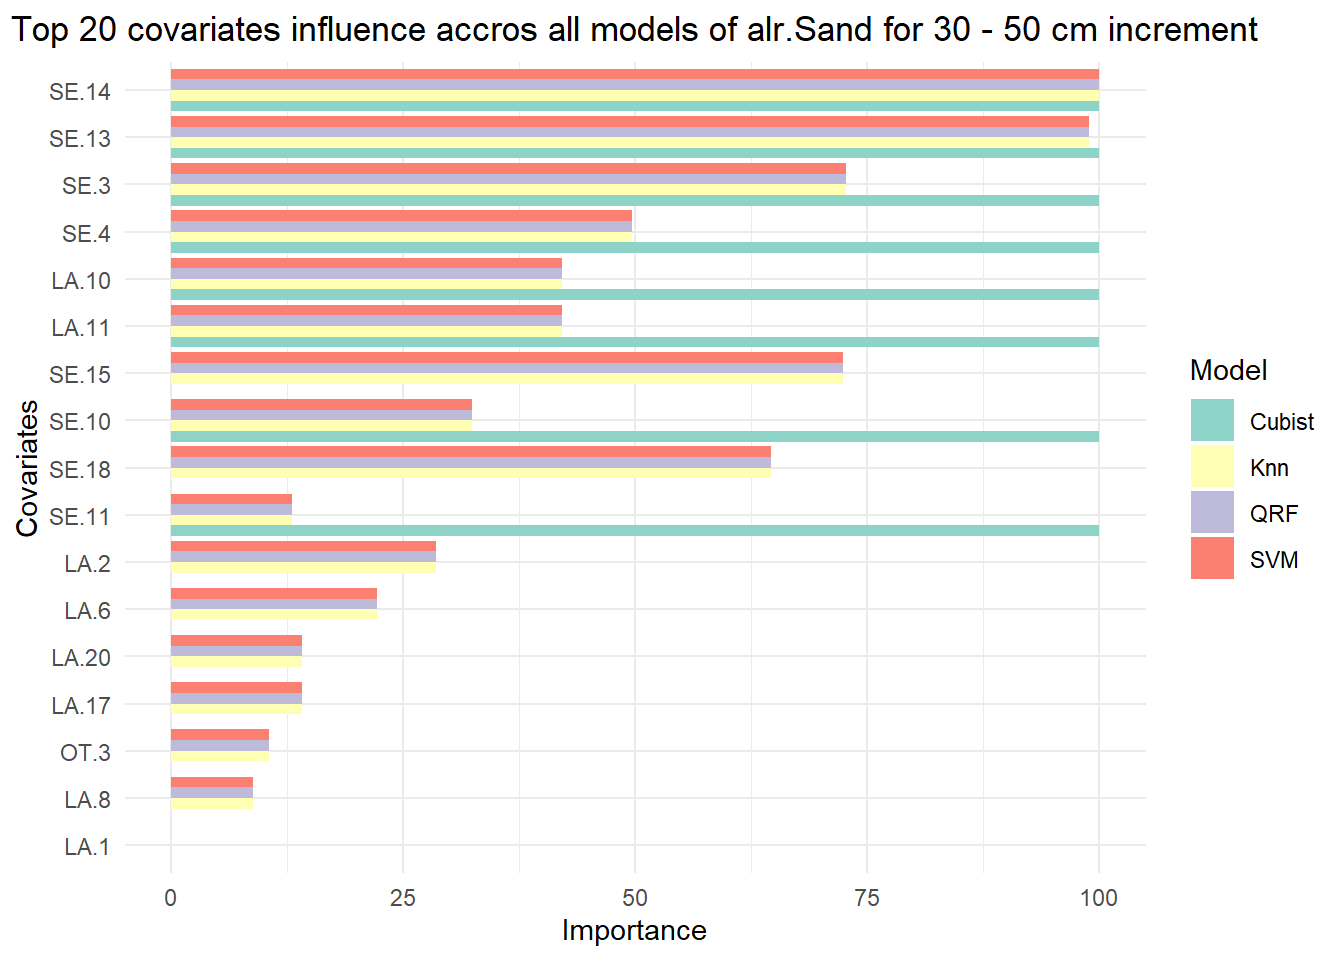 Top 20 covariates influence accros all models of alr.Sand for 30 - 50 cm increment
Covariates
SE.14
SE.13
SE.3
SE.4
LA.10
LA.11
SE.15
SE.10
SE.18
SE.11
LA.2
LA.6
LA.20
LA.17
OT.3
LA.8
LA.1
0 25 50 75 100
Importance
Model
Cubist
Knn
QRF
SVM